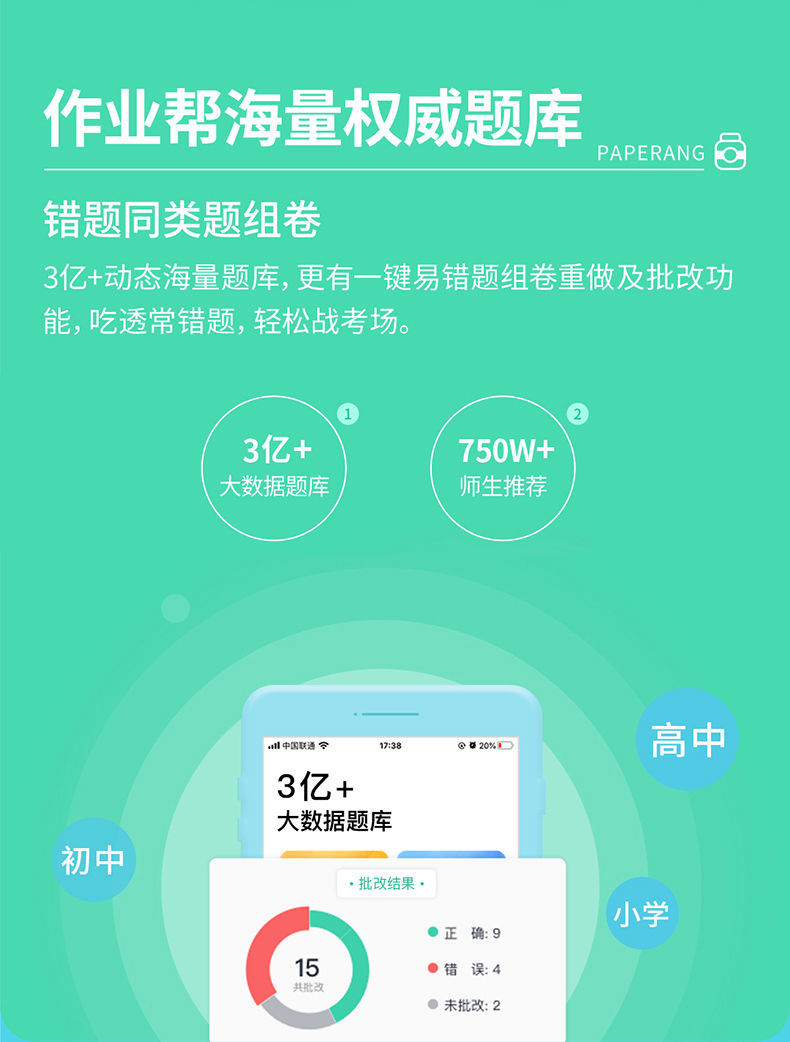 作业帮海量权威题库
PAPERANG
错题同类题组卷
3亿+动态海量题库，更有一键易错题组卷重做及批改功
能，吃透常错题，轻松战考场。
1
3亿+
大数据题库
2
750W+
师生推荐
中国联通
17:38
20%
3亿+
大数据题库
高中
初中
小学
·批改结果·
15
共批改
正 确: 9
错 误: 4
未批改: 2